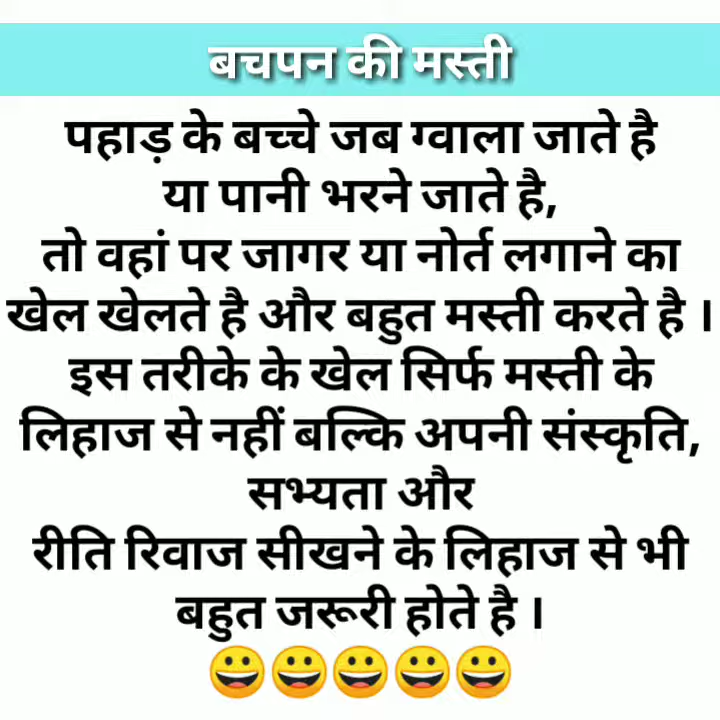 बचपन की मस्ती
पहाड़ के बच्चे जब ग्वाला जाते है
या पानी भरने जाते है,
तो वहां पर जागर या नोर्त लगाने का
खेल खेलते है और बहुत मस्ती करते है ।
इस तरीके के खेल सिर्फ मस्ती के
लिहाज से नहीं बल्कि अपनी संस्कृति,
सभ्यता और
रीति रिवाज सीखने के लिहाज से भी
बहुत जरूरी होते है ।
😀😀😀😀😀